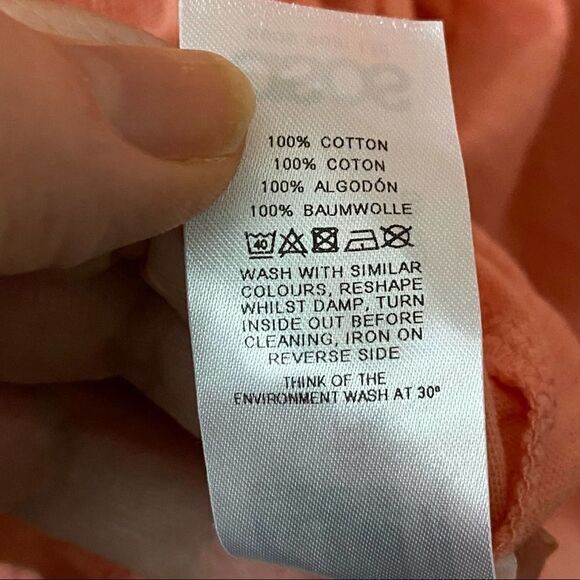 100% COTTON
100% COTON
100% ALGODÓN
100% BAUMWOLLE
40
WASH WITH SIMILAR
COLOURS, RESHAPE
WHILST DAMP, TURN
INSIDE OUT BEFORE
CLEANING, IRON ON
REVERSE SIDE
THINK OF THE
ENVIRONMENT WASH AT 30º